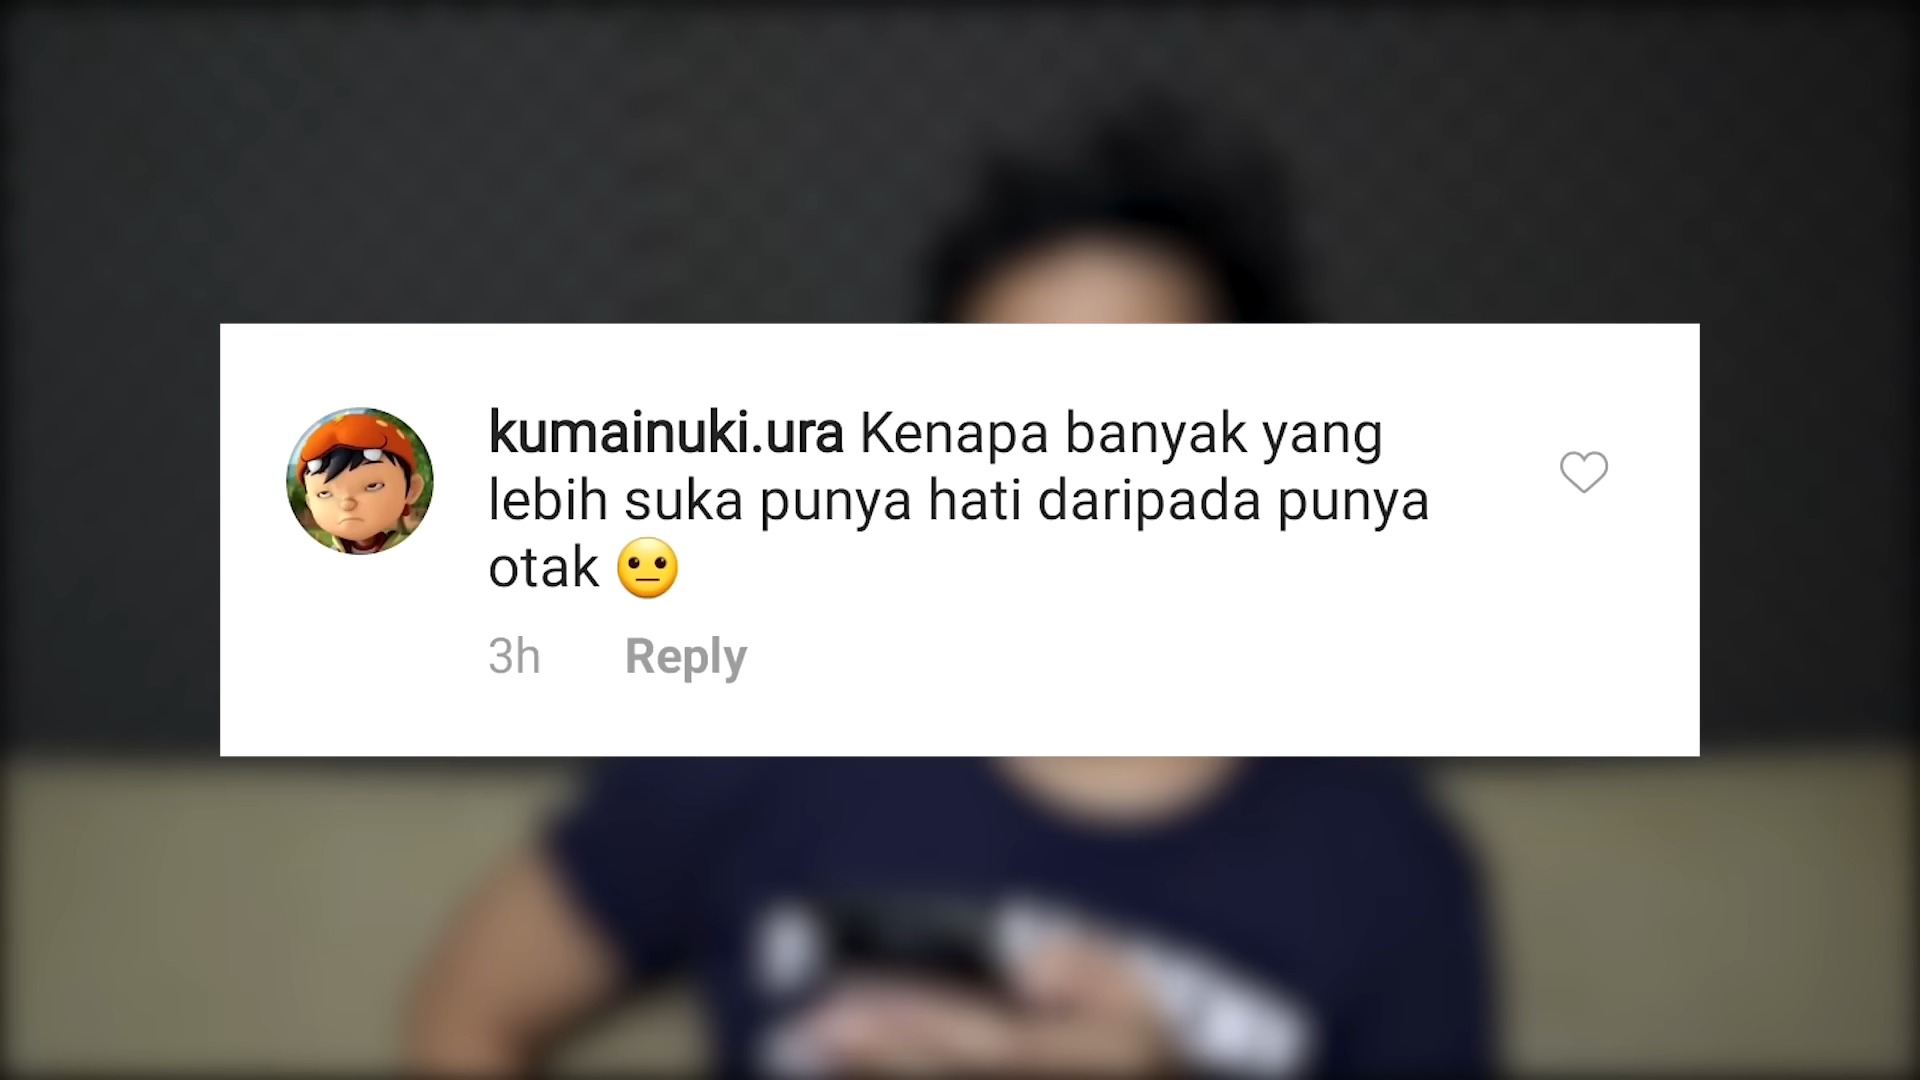 kumainuki.ura Kenapa banyak yang
lebih suka punya hati daripada punya
otak 😐
3h Reply